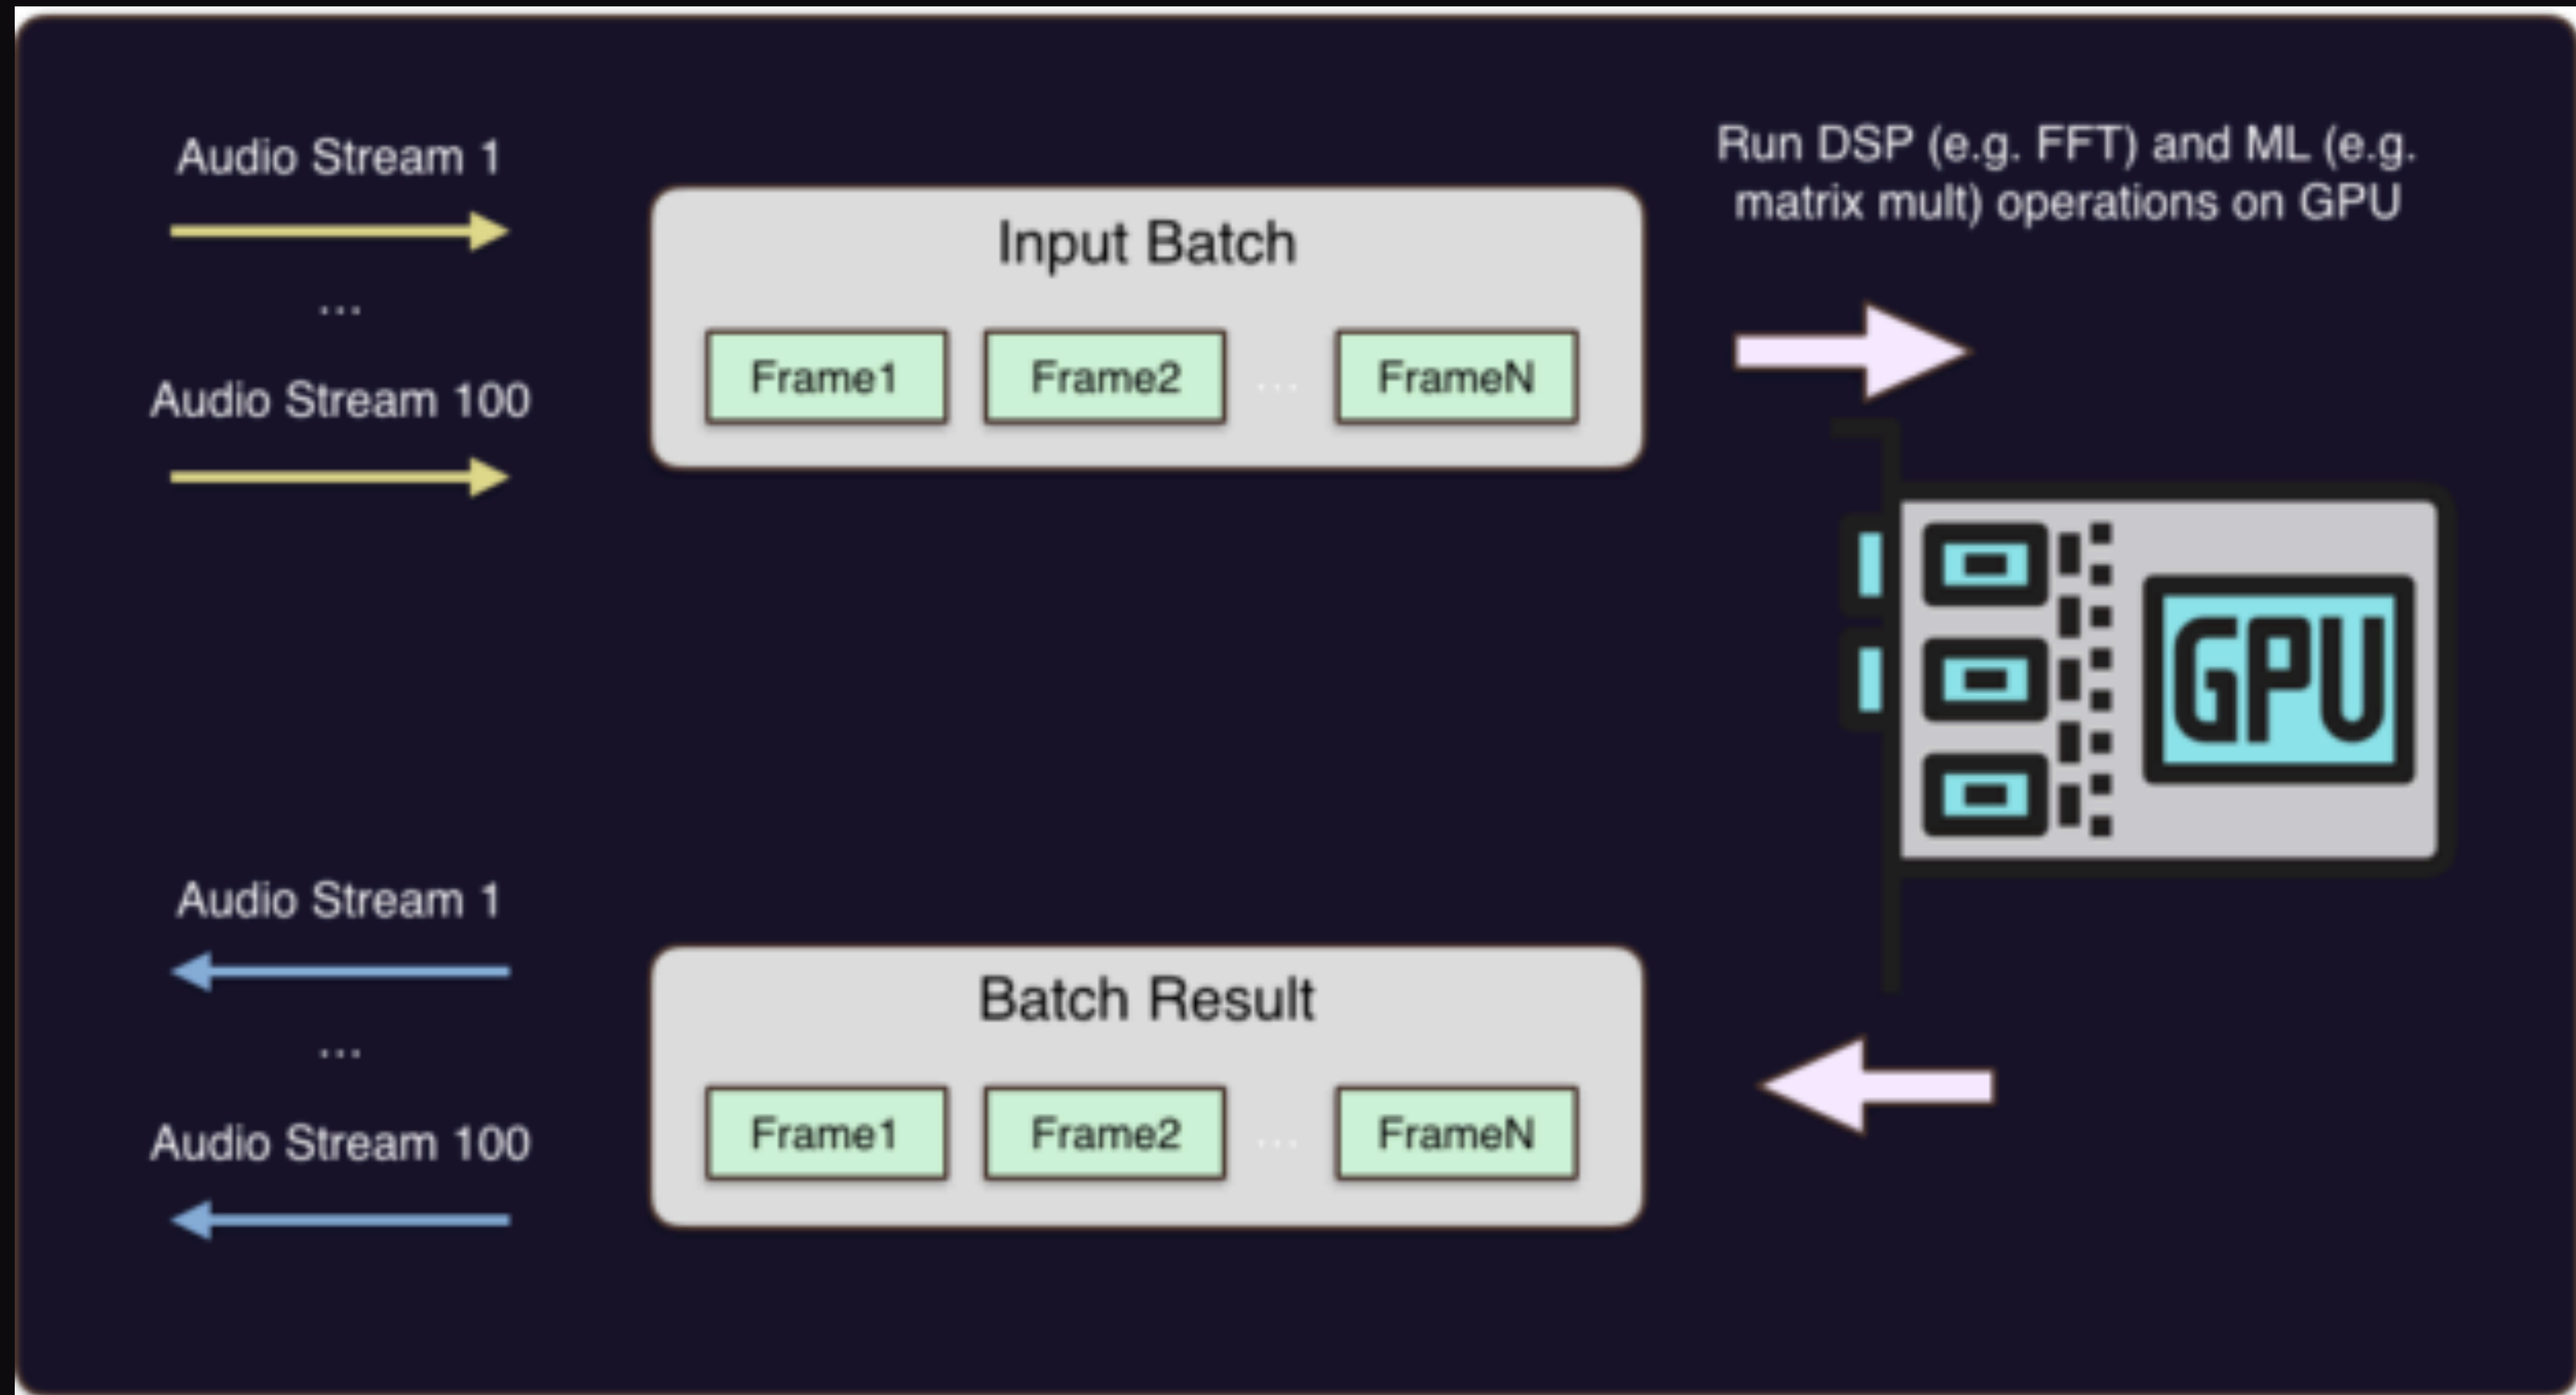 Audio Stream 1
...
Audio Stream 100
Input Batch
Frame1 Frame2 ... FrameN
Run DSP (e.g. FFT) and ML (e.g.
matrix mult) operations on GPU
GPU
Audio Stream 1
...
Audio Stream 100
Batch Result
Frame1 Frame2 ... FrameN